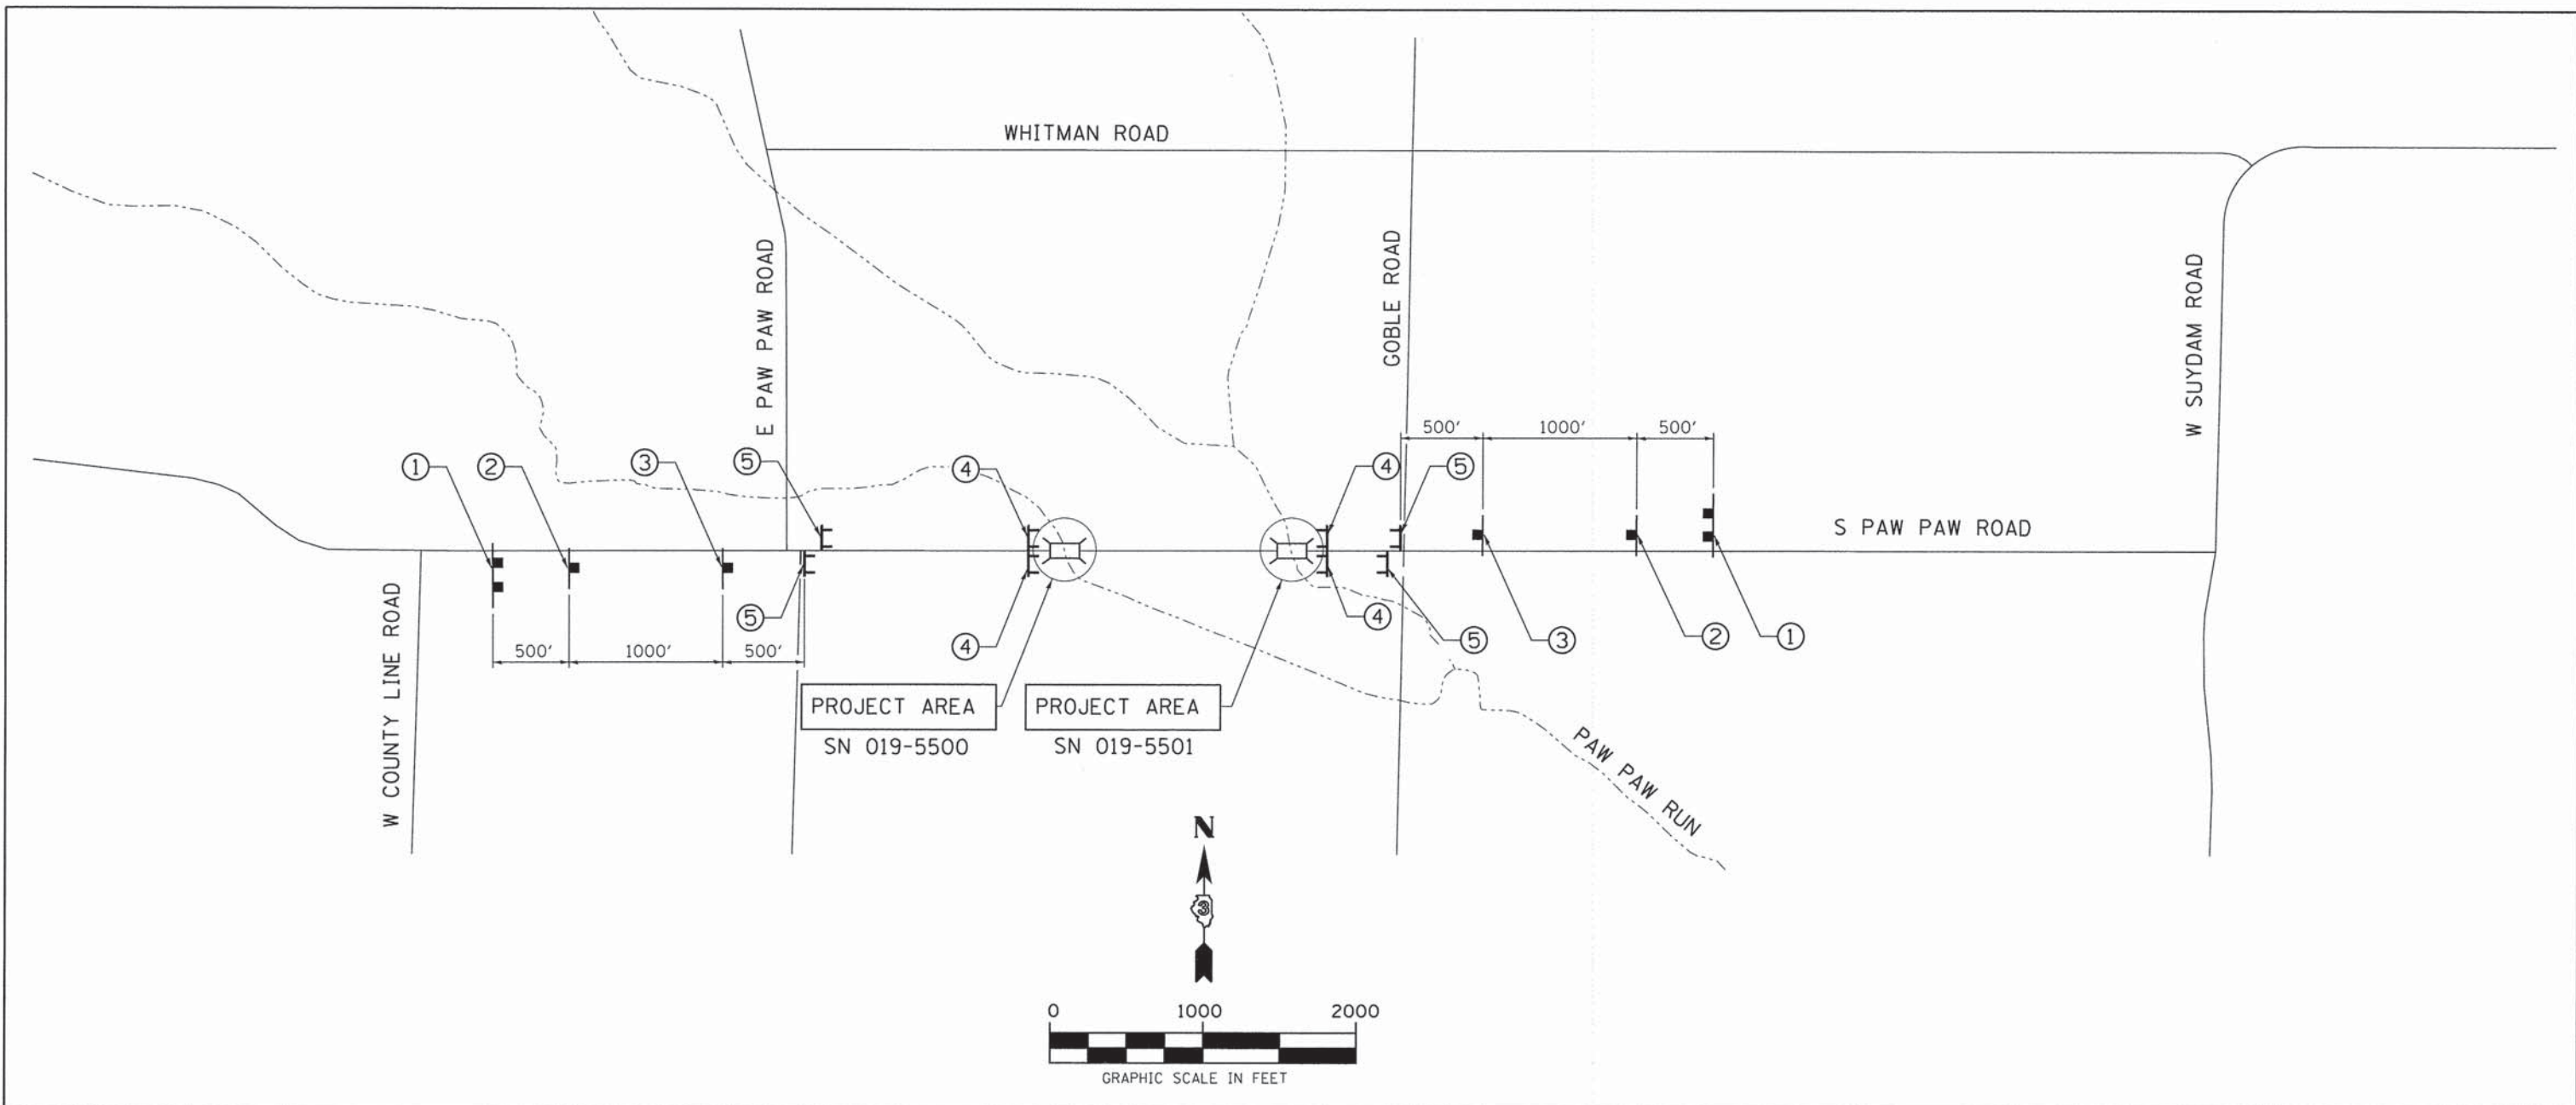 WHITMAN ROAD
E PAW PAW ROAD
GOBLE ROAD
W SUYDAM ROAD
500' 1000' 500'
1 2 3 5 4 4 5
S PAW PAW ROAD
W COUNTY LINE ROAD
5 4 4 5 3 2 1
500' 1000' 500'
PROJECT AREA
SN 019-5500
PROJECT AREA
SN 019-5501
PAW PAW RUN
N
3
0 1000 2000
GRAPHIC SCALE IN FEET